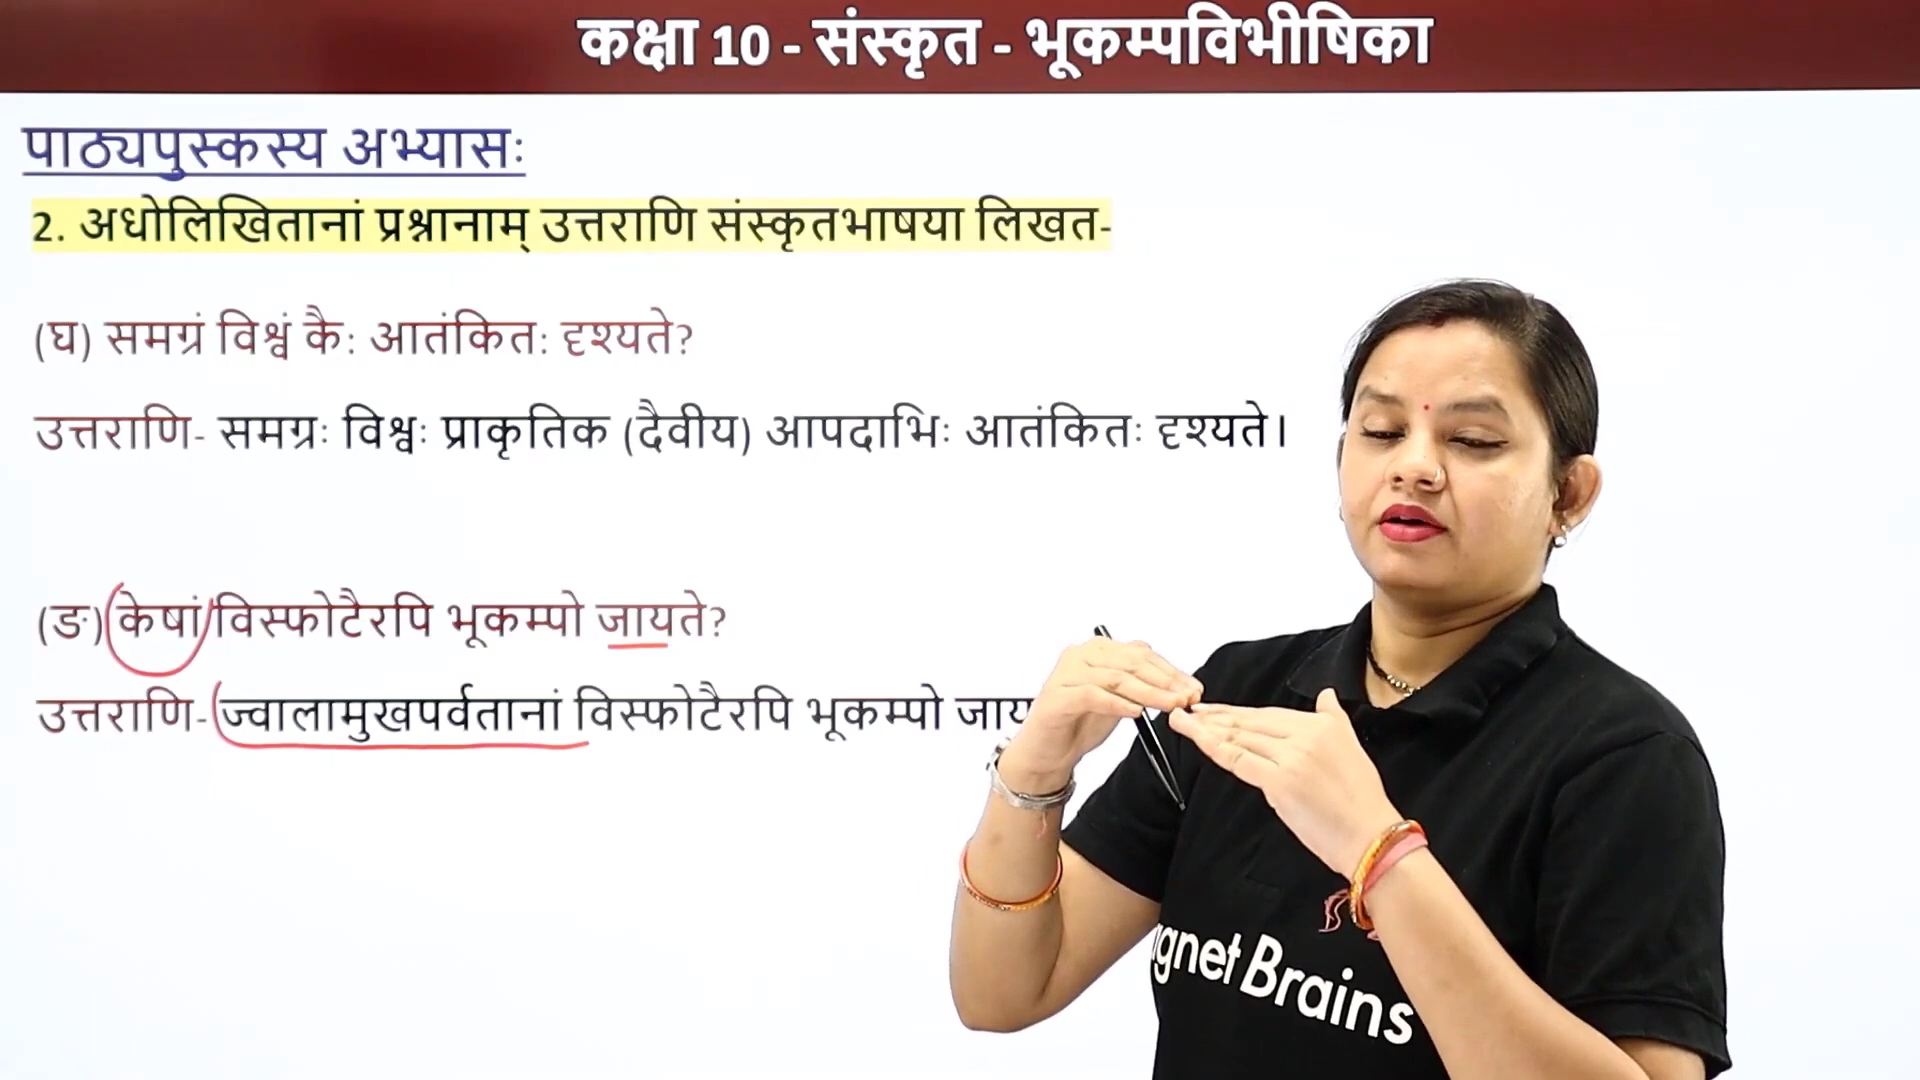 कक्षा 10 - संस्कृत - भूकम्पविभीषिका
पाठ्यपुस्कस्य अभ्यासः
2. अधोलिखितानां प्रश्नानाम् उत्तराणि संस्कृतभाषया लिखत-
(घ) समग्रं विश्वं कैः आतंकितः दृश्यते?
उत्तराणि- समग्रः विश्वः प्राकृतिक (दैवीय) आपदाभिः आतंकितः दृश्यते।
(ङ) केषां विस्फोटैरपि भूकम्पो जायते?
उत्तराणि- ज्वालामुखपर्वतानां विस्फोटैरपि भूकम्पो
gnet Brains